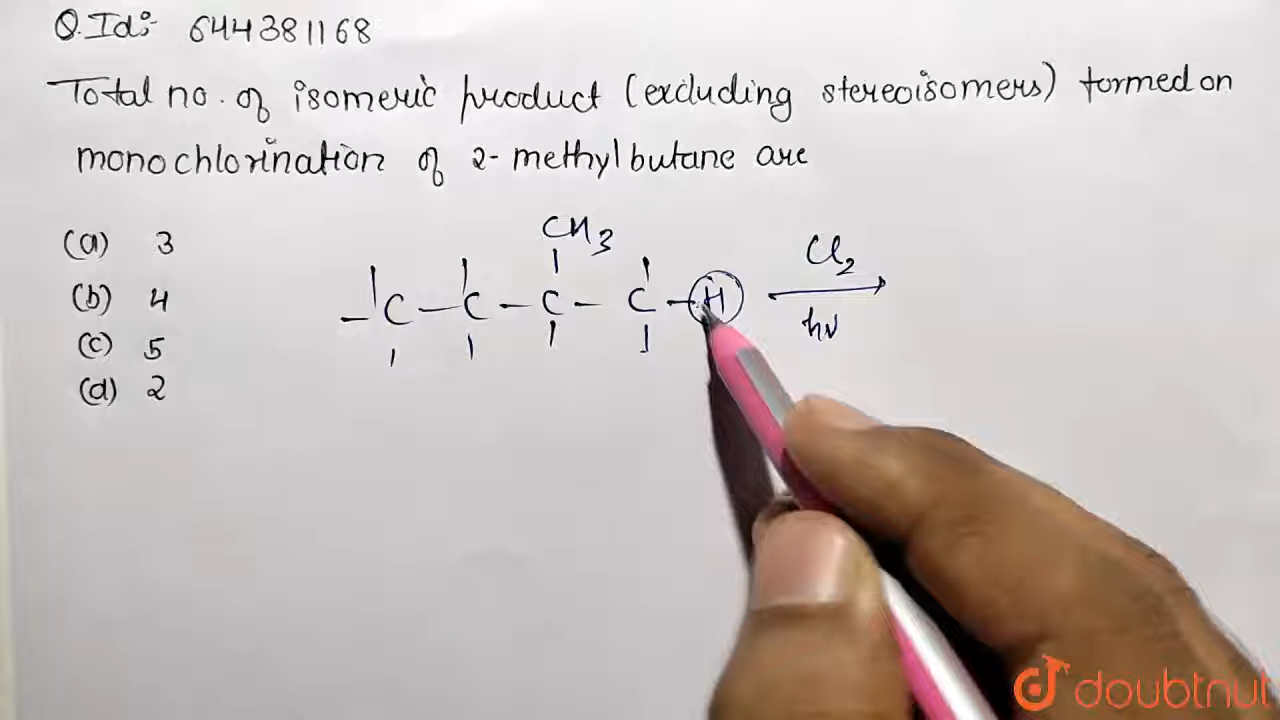 Q.Id:- 644381168
Total no. of isomeric product (excluding stereoisomers) formed on
monochlorination of 2-methylbutane are
(a) 3
(b) 4
(c) 5
(d) 2
CH3
C - C - C - C - H
Cl2
hν
doubtnut